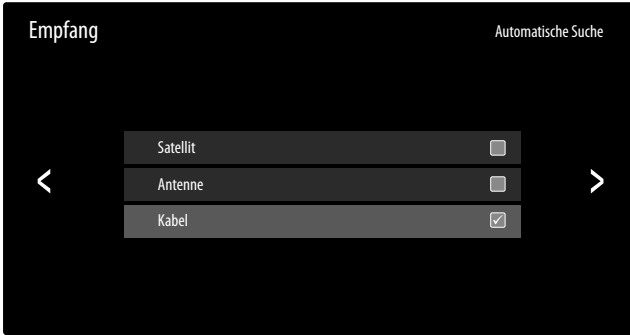 Empfang
Automatische Suche
Satellit
Antenne
Kabel